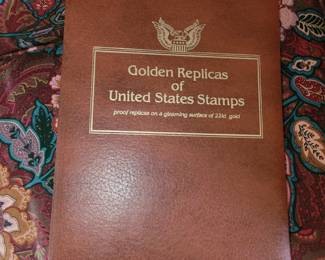 Golden Replicas
of
United States Stamps
proof replicas on a gleaming surface of 22kt. gold